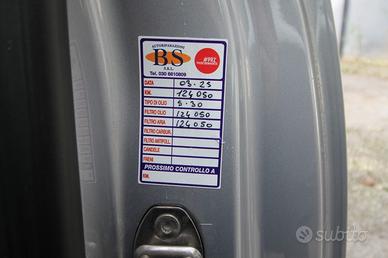 AUTORIPARAZIONI
BS
S.R.L.
Tel. 030 6810809
DATA 03-25
KM. 124050
TIPO DI OLIO 5-30
FILTRO OLIO 124050
FILTRO ARIA 124050
FILTRO CARBUR.
FILTRO ANTIPOLL.
CANDELE
FRENI
PROSSIMO CONTROLLO A
KM.
subito